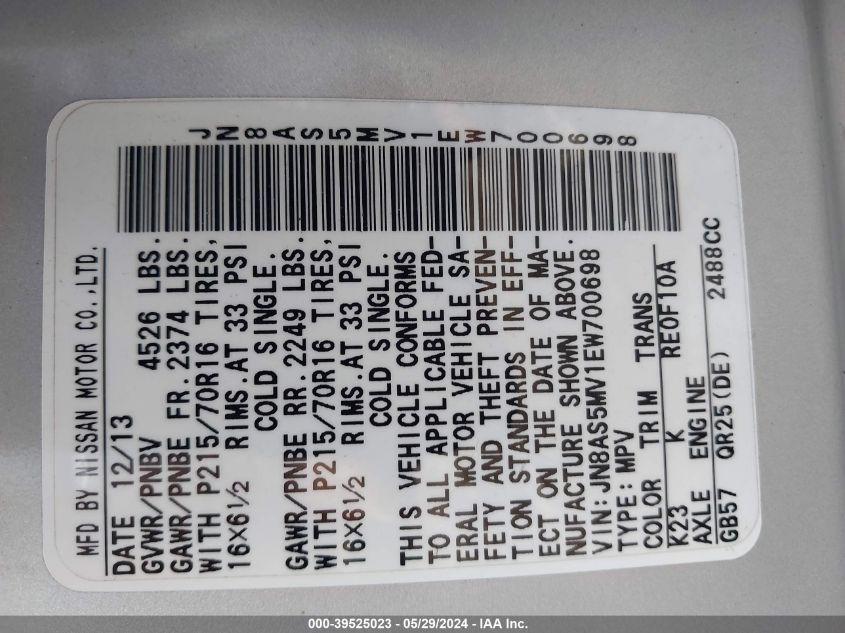 MFD BY NISSAN MOTOR CO.,LTD.
DATE 12/13
GVWR/PNBV 4526 LBS.
GAWR/PNBE FR. 2374 LBS.
WITH P215/70R16 TIRES,
16X6½ RIMS.AT 33 PSI
COLD SINGLE.
GAWR/PNBE RR. 2249 LBS.
WITH P215/70R16 TIRES,
16X6½ RIMS.AT 33 PSI
COLD SINGLE.
THIS VEHICLE CONFORMS
TO ALL APPLICABLE FED-
ERAL MOTOR VEHICLE SA-
FETY AND THEFT PREVEN-
TION STANDARDS IN EFF-
ECT ON THE DATE OF MA-
NUFACTURE SHOWN ABOVE.
VIN:JN8AS5MV1EW700698
TYPE:MPV
COLOR TRIM TRANS
K23 K RE0F10A
AXLE ENGINE
GB57 QR25(DE) 2488CC
JN8AS5MV1EW700698
000-39525023 - 05/29/2024 - IAA Inc.